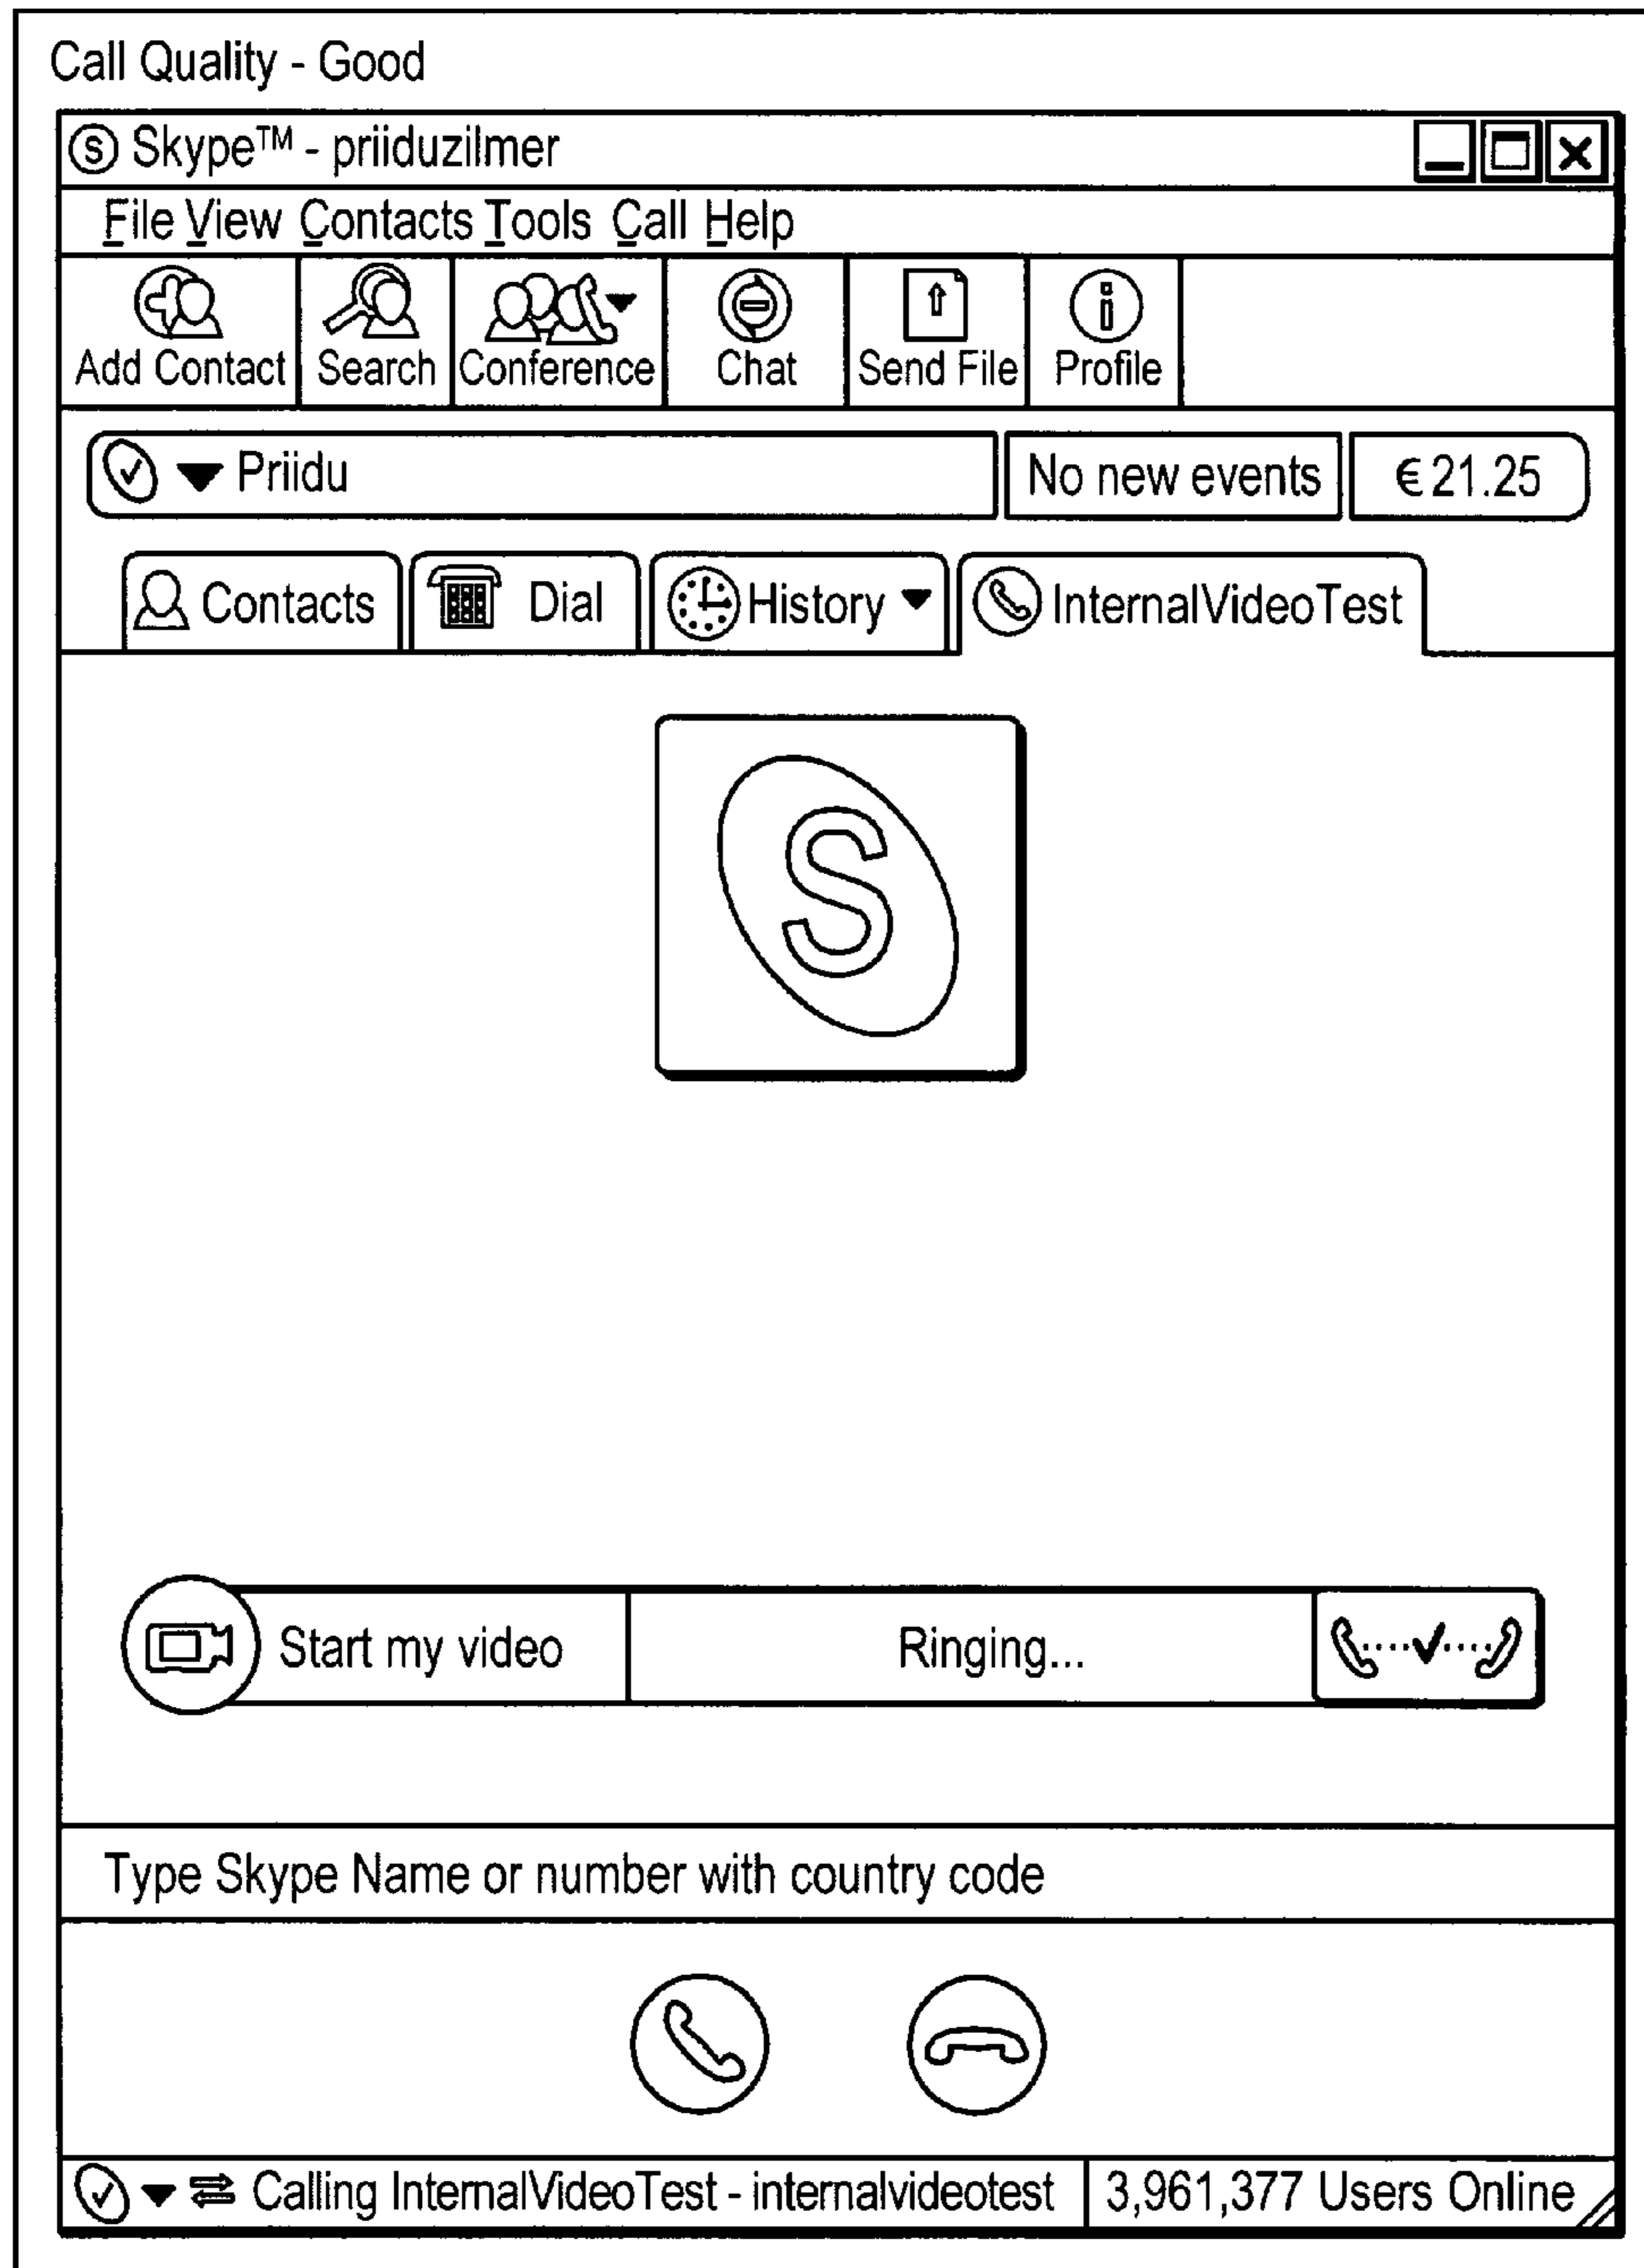 Call Quality - Good
S Skype™ - priiduzilmer
File View Contacts Tools Call Help
Add Contact Search Conference Chat Send File Profile
Priidu No new events €21.25
Contacts Dial History InternalVideoTest
S
Start my video Ringing...
Type Skype Name or number with country code
Calling InternalVideoTest - internalvideotest 3,961,377 Users Online